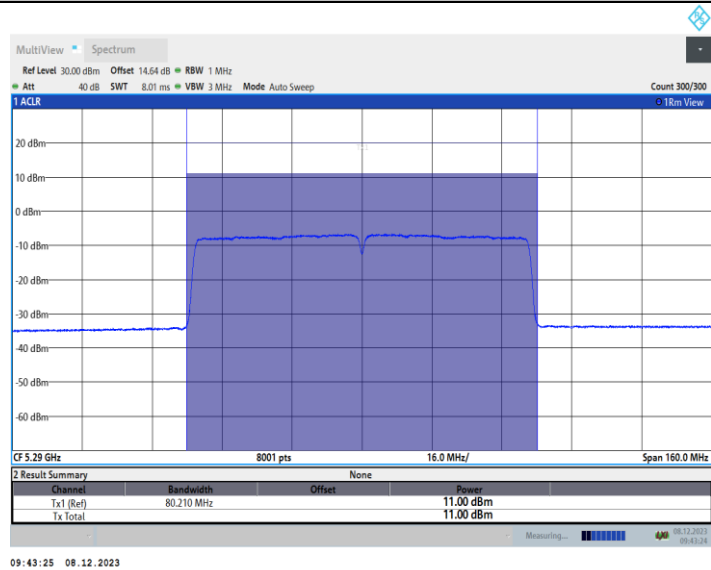 MultiView Spectrum
Ref Level 30.00 dBm Offset 14.64 dB RBW 1 MHz
Att 40 dB SWT 8.01 ms VBW 3 MHz Mode Auto Sweep Count 300/300
1 ACLR 1Rm View
20 dBm
10 dBm
0 dBm
-10 dBm
-20 dBm
-30 dBm
-40 dBm
-50 dBm
-60 dBm
CF 5.29 GHz 8001 pts 16.0 MHz/ Span 160.0 MHz
2 Result Summary None
Channel Bandwidth Offset Power
Tx1 (Ref) 80.210 MHz 11.00 dBm
Tx Total 11.00 dBm
Measuring... 08.12.2023
09:43:24
09:43:25 08.12.2023